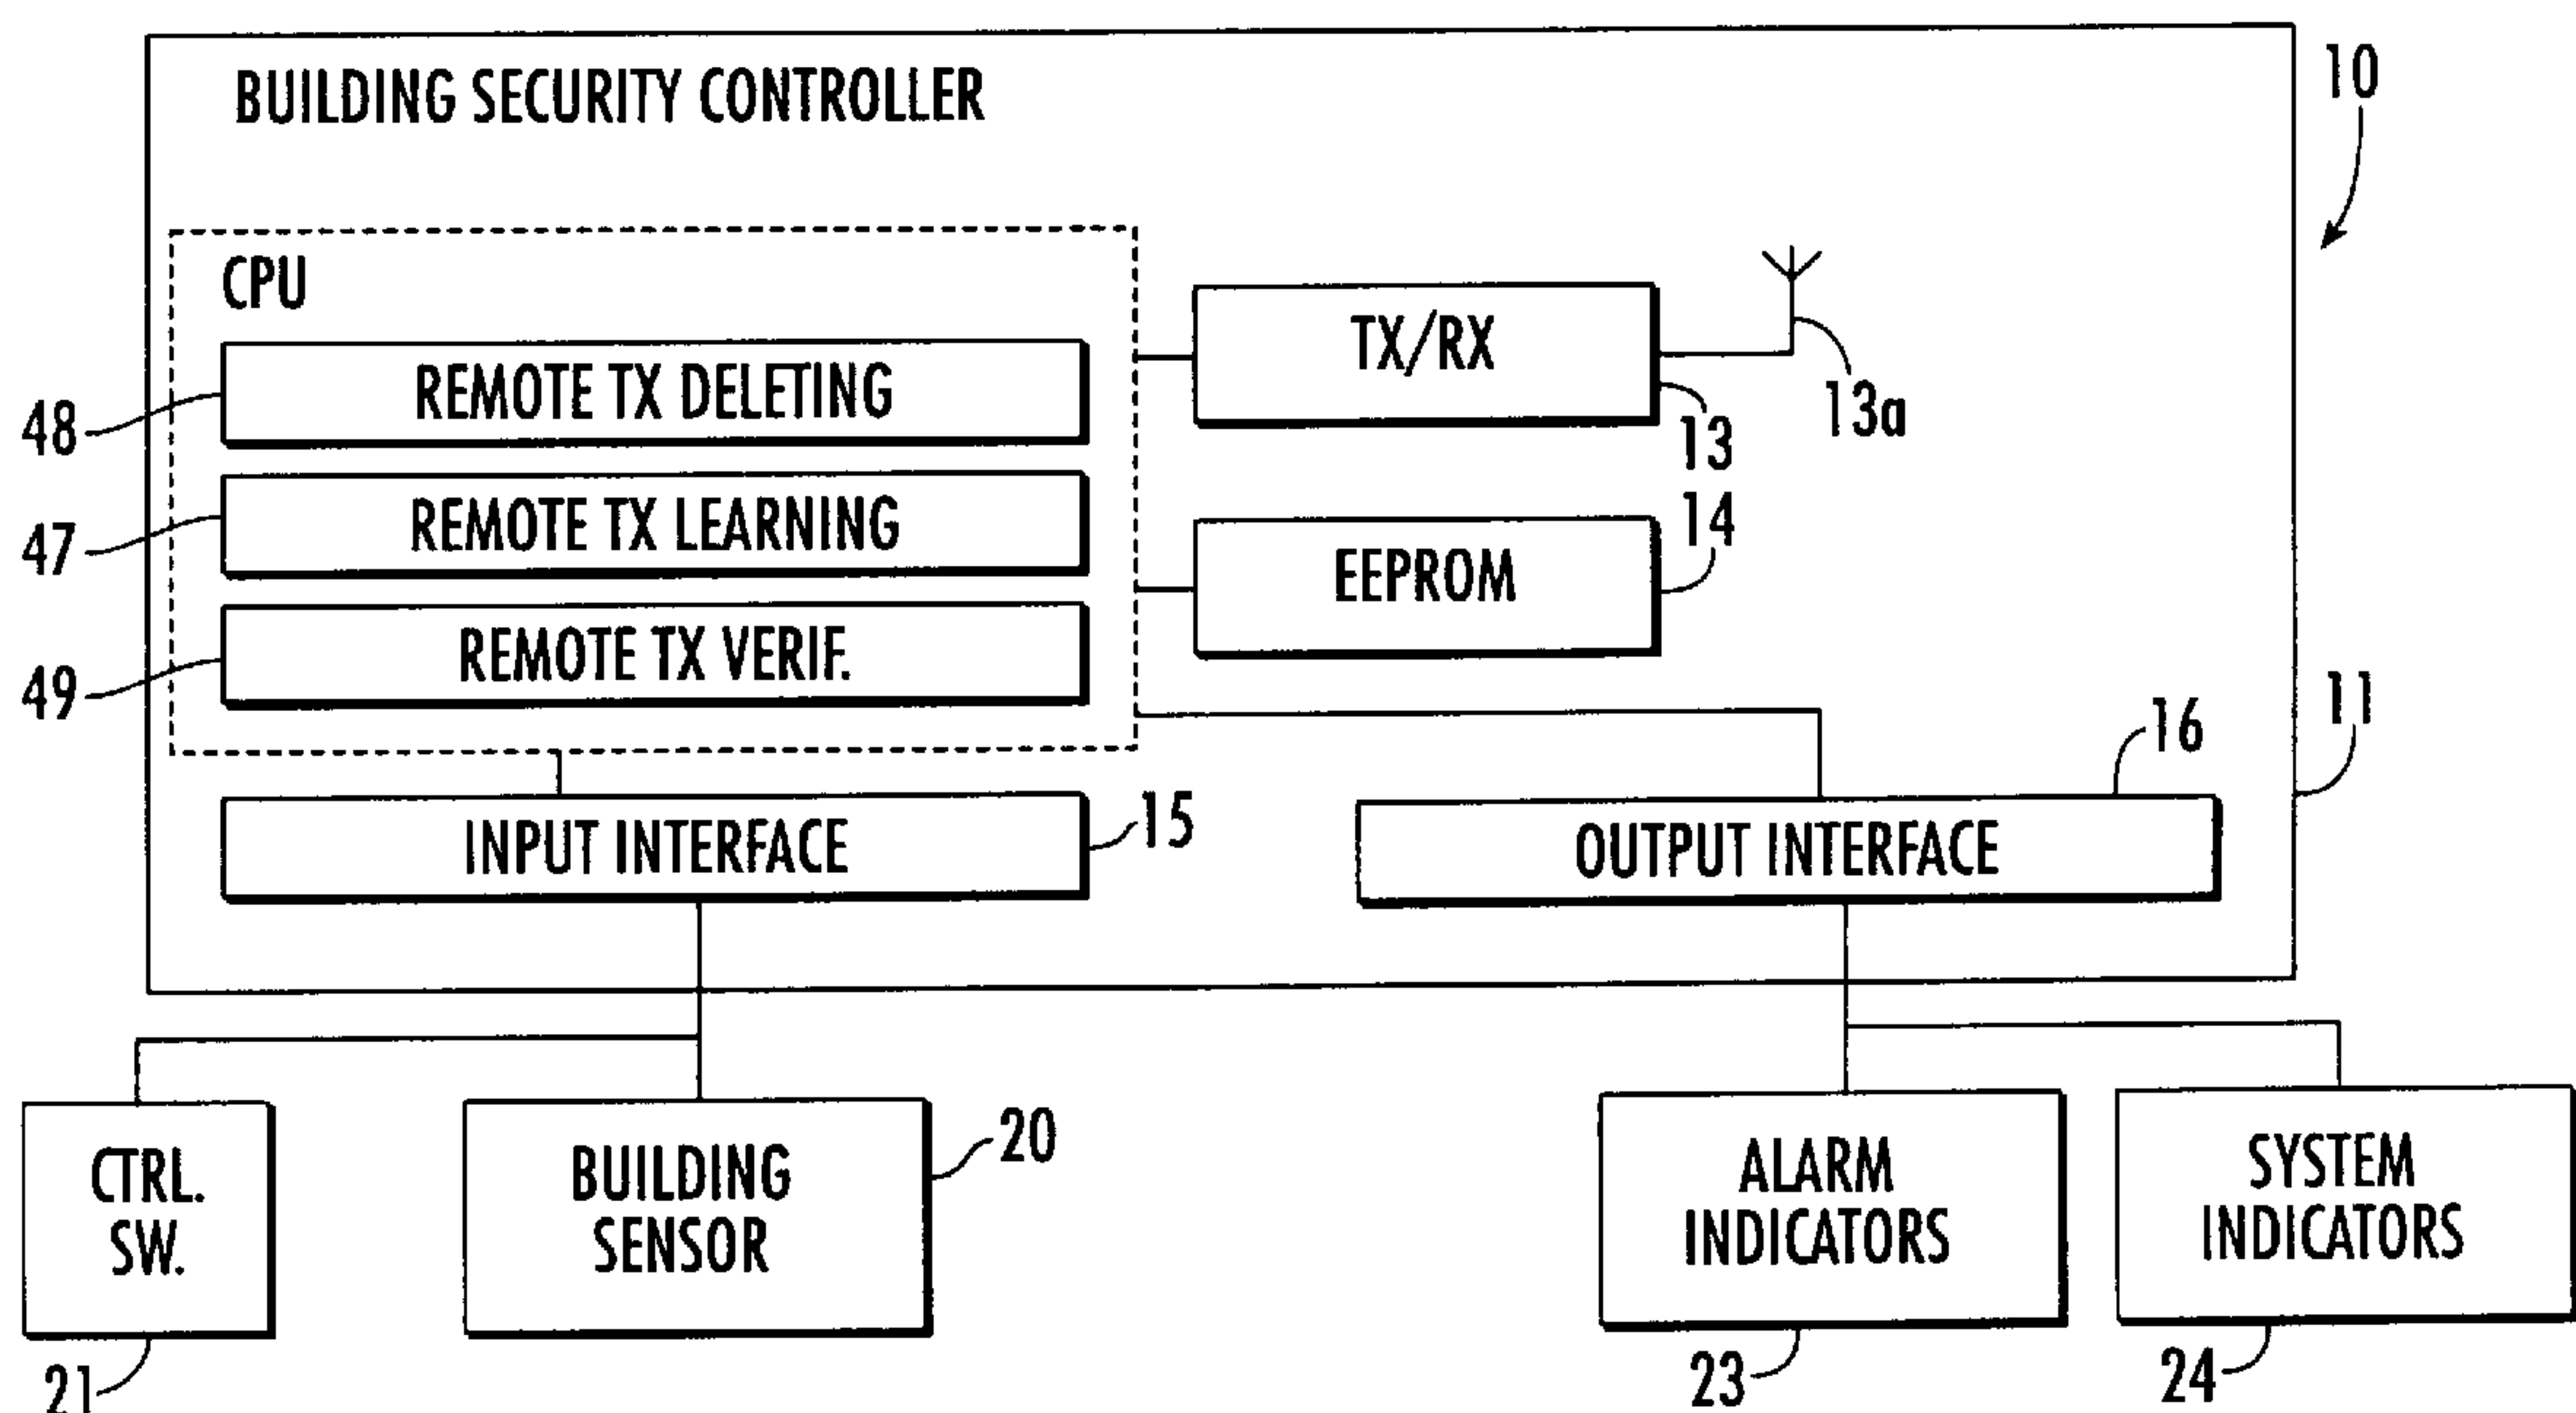 BUILDING SECURITY CONTROLLER
10
CPU
REMOTE TX DELETING
48
REMOTE TX LEARNING
47
REMOTE TX VERIF.
49
TX/RX
13
13a
EEPROM
14
11
16
INPUT INTERFACE
15
OUTPUT INTERFACE
CTRL.
SW.
21
BUILDING
SENSOR
20
ALARM
INDICATORS
23
SYSTEM
INDICATORS
24